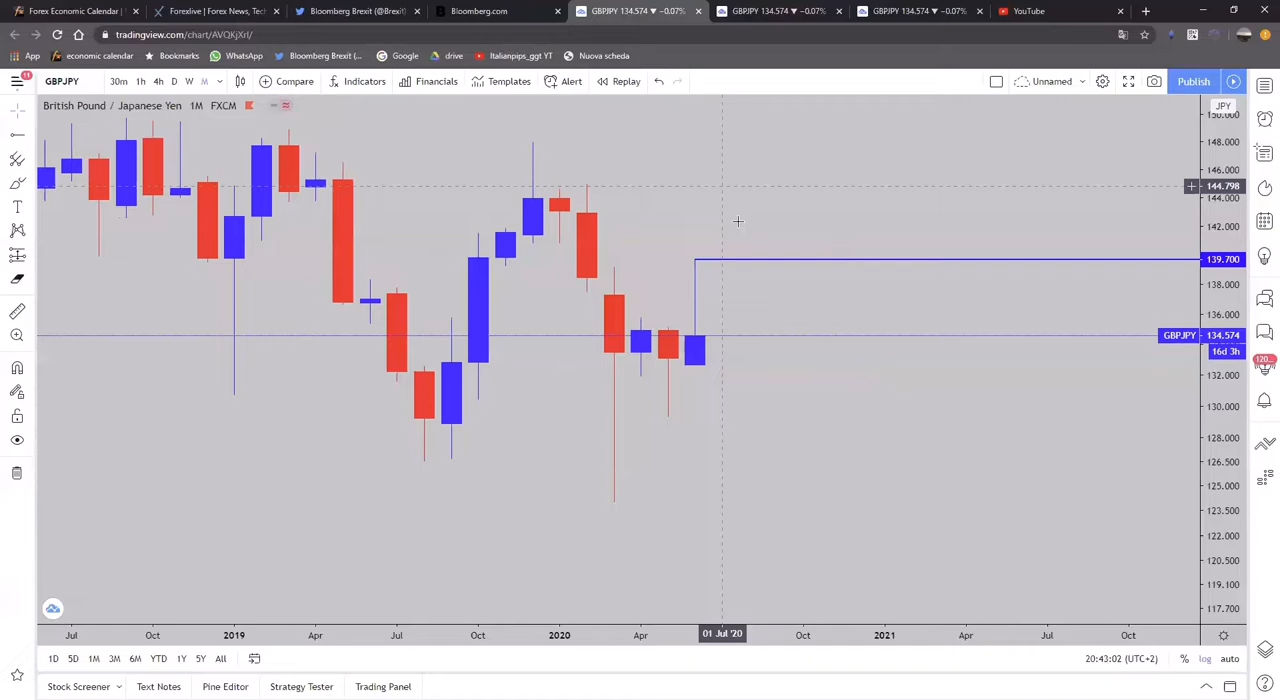 Forex Economic Calendar |
Forexlive | Forex News, Tech
Bloomberg Brexit (@Brexit) |
Bloomberg.com
GBPJPY 134.574 ▼ −0.07%
GBPJPY 134.574 ▼ −0.07%
GBPJPY 134.574 ▼ −0.07%
YouTube
tradingview.com/chart/AVQKjXrI/
App
economic calendar
Bookmarks
WhatsApp
Bloomberg Brexit (...
Google
drive
Italianpips_ggt YT
Nuova scheda
11
GBPJPY
30m 1h 4h D W M
Compare
Indicators
Financials
Templates
Alert
Replay
Unnamed
Publish
British Pound / Japanese Yen 1M FXCM
JPY
150.000
148.000
146.000
144.798
144.000
142.000
139.700
138.000
136.000
GBPJPY 134.574
16d 3h
120...
132.000
130.000
128.000
126.500
125.000
123.500
122.000
120.500
119.100
117.700
Jul Oct 2019 Apr Jul Oct 2020 Apr 01 Jul '20 Oct 2021 Apr Jul Oct
1D 5D 1M 3M 6M YTD 1Y 5Y All
20:43:02 (UTC+2) % log auto
Stock Screener Text Notes Pine Editor Strategy Tester Trading Panel